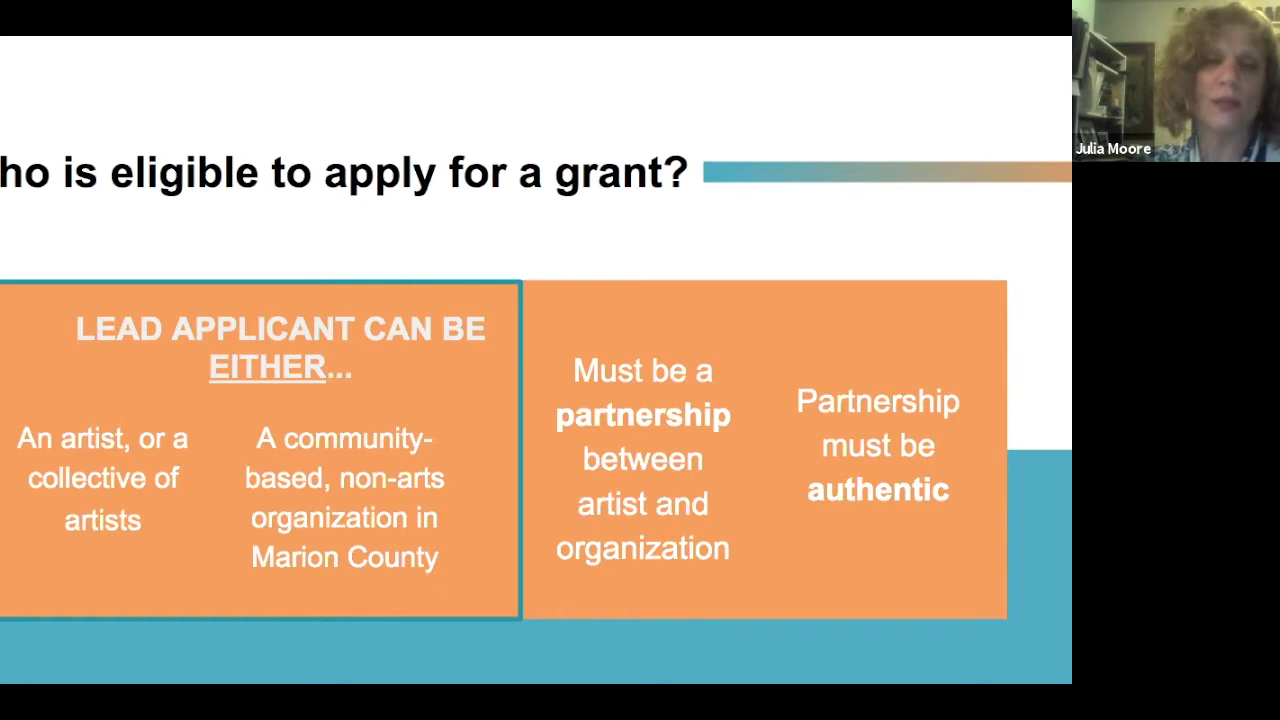 ho is eligible to apply for a grant?
Julia Moore
LEAD APPLICANT CAN BE
EITHER...
An artist, or a
collective of
artists
A community-
based, non-arts
organization in
Marion County
Must be a
partnership
between
artist and
organization
Partnership
must be
authentic